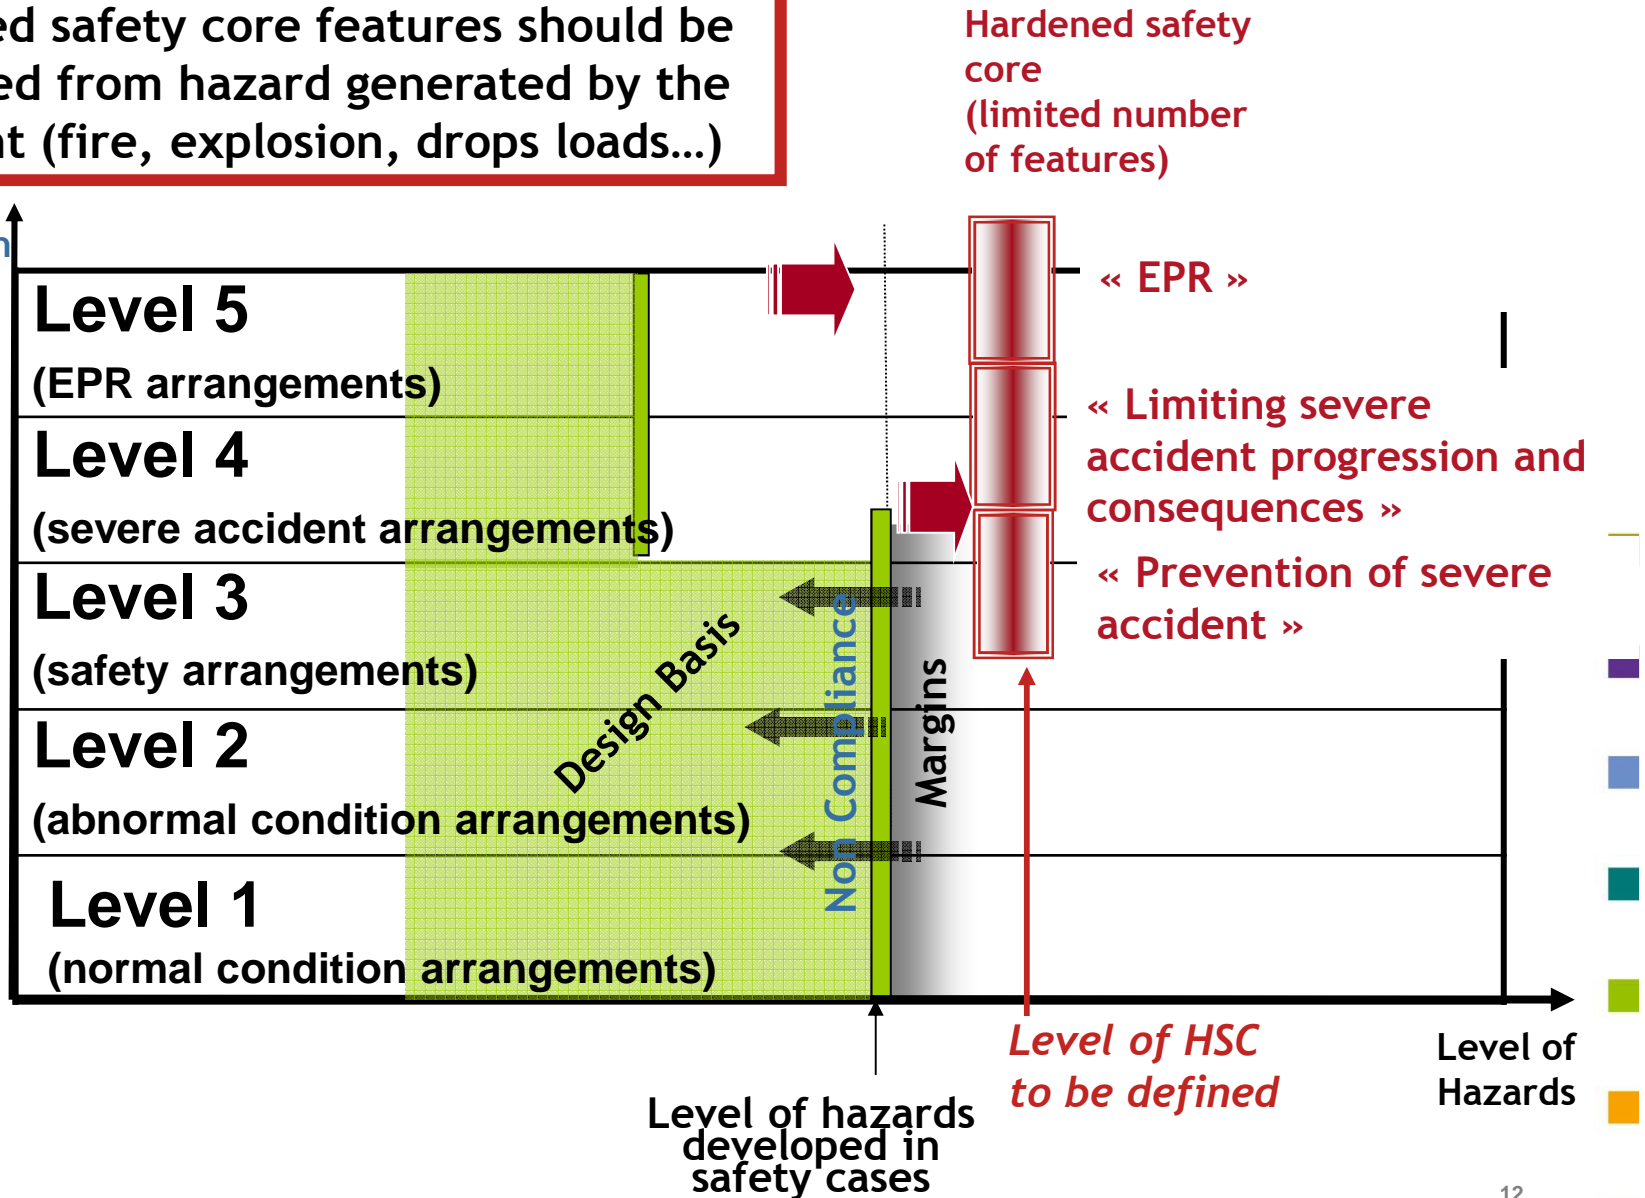 ed safety core features should be
ed from hazard generated by the
nt (fire, explosion, drops loads…)
Hardened safety
core
(limited number
of features)
n
Level 5
(EPR arrangements)
Level 4
(severe accident arrangements)
Level 3
(safety arrangements)
Level 2
(abnormal condition arrangements)
Level 1
(normal condition arrangements)
Design Basis
Non Compliance
Margins
« EPR »
« Limiting severe
accident progression and
consequences »
« Prevention of severe
accident »
Level of HSC
to be defined
Level of
Hazards
Level of hazards
developed in
safety cases
12